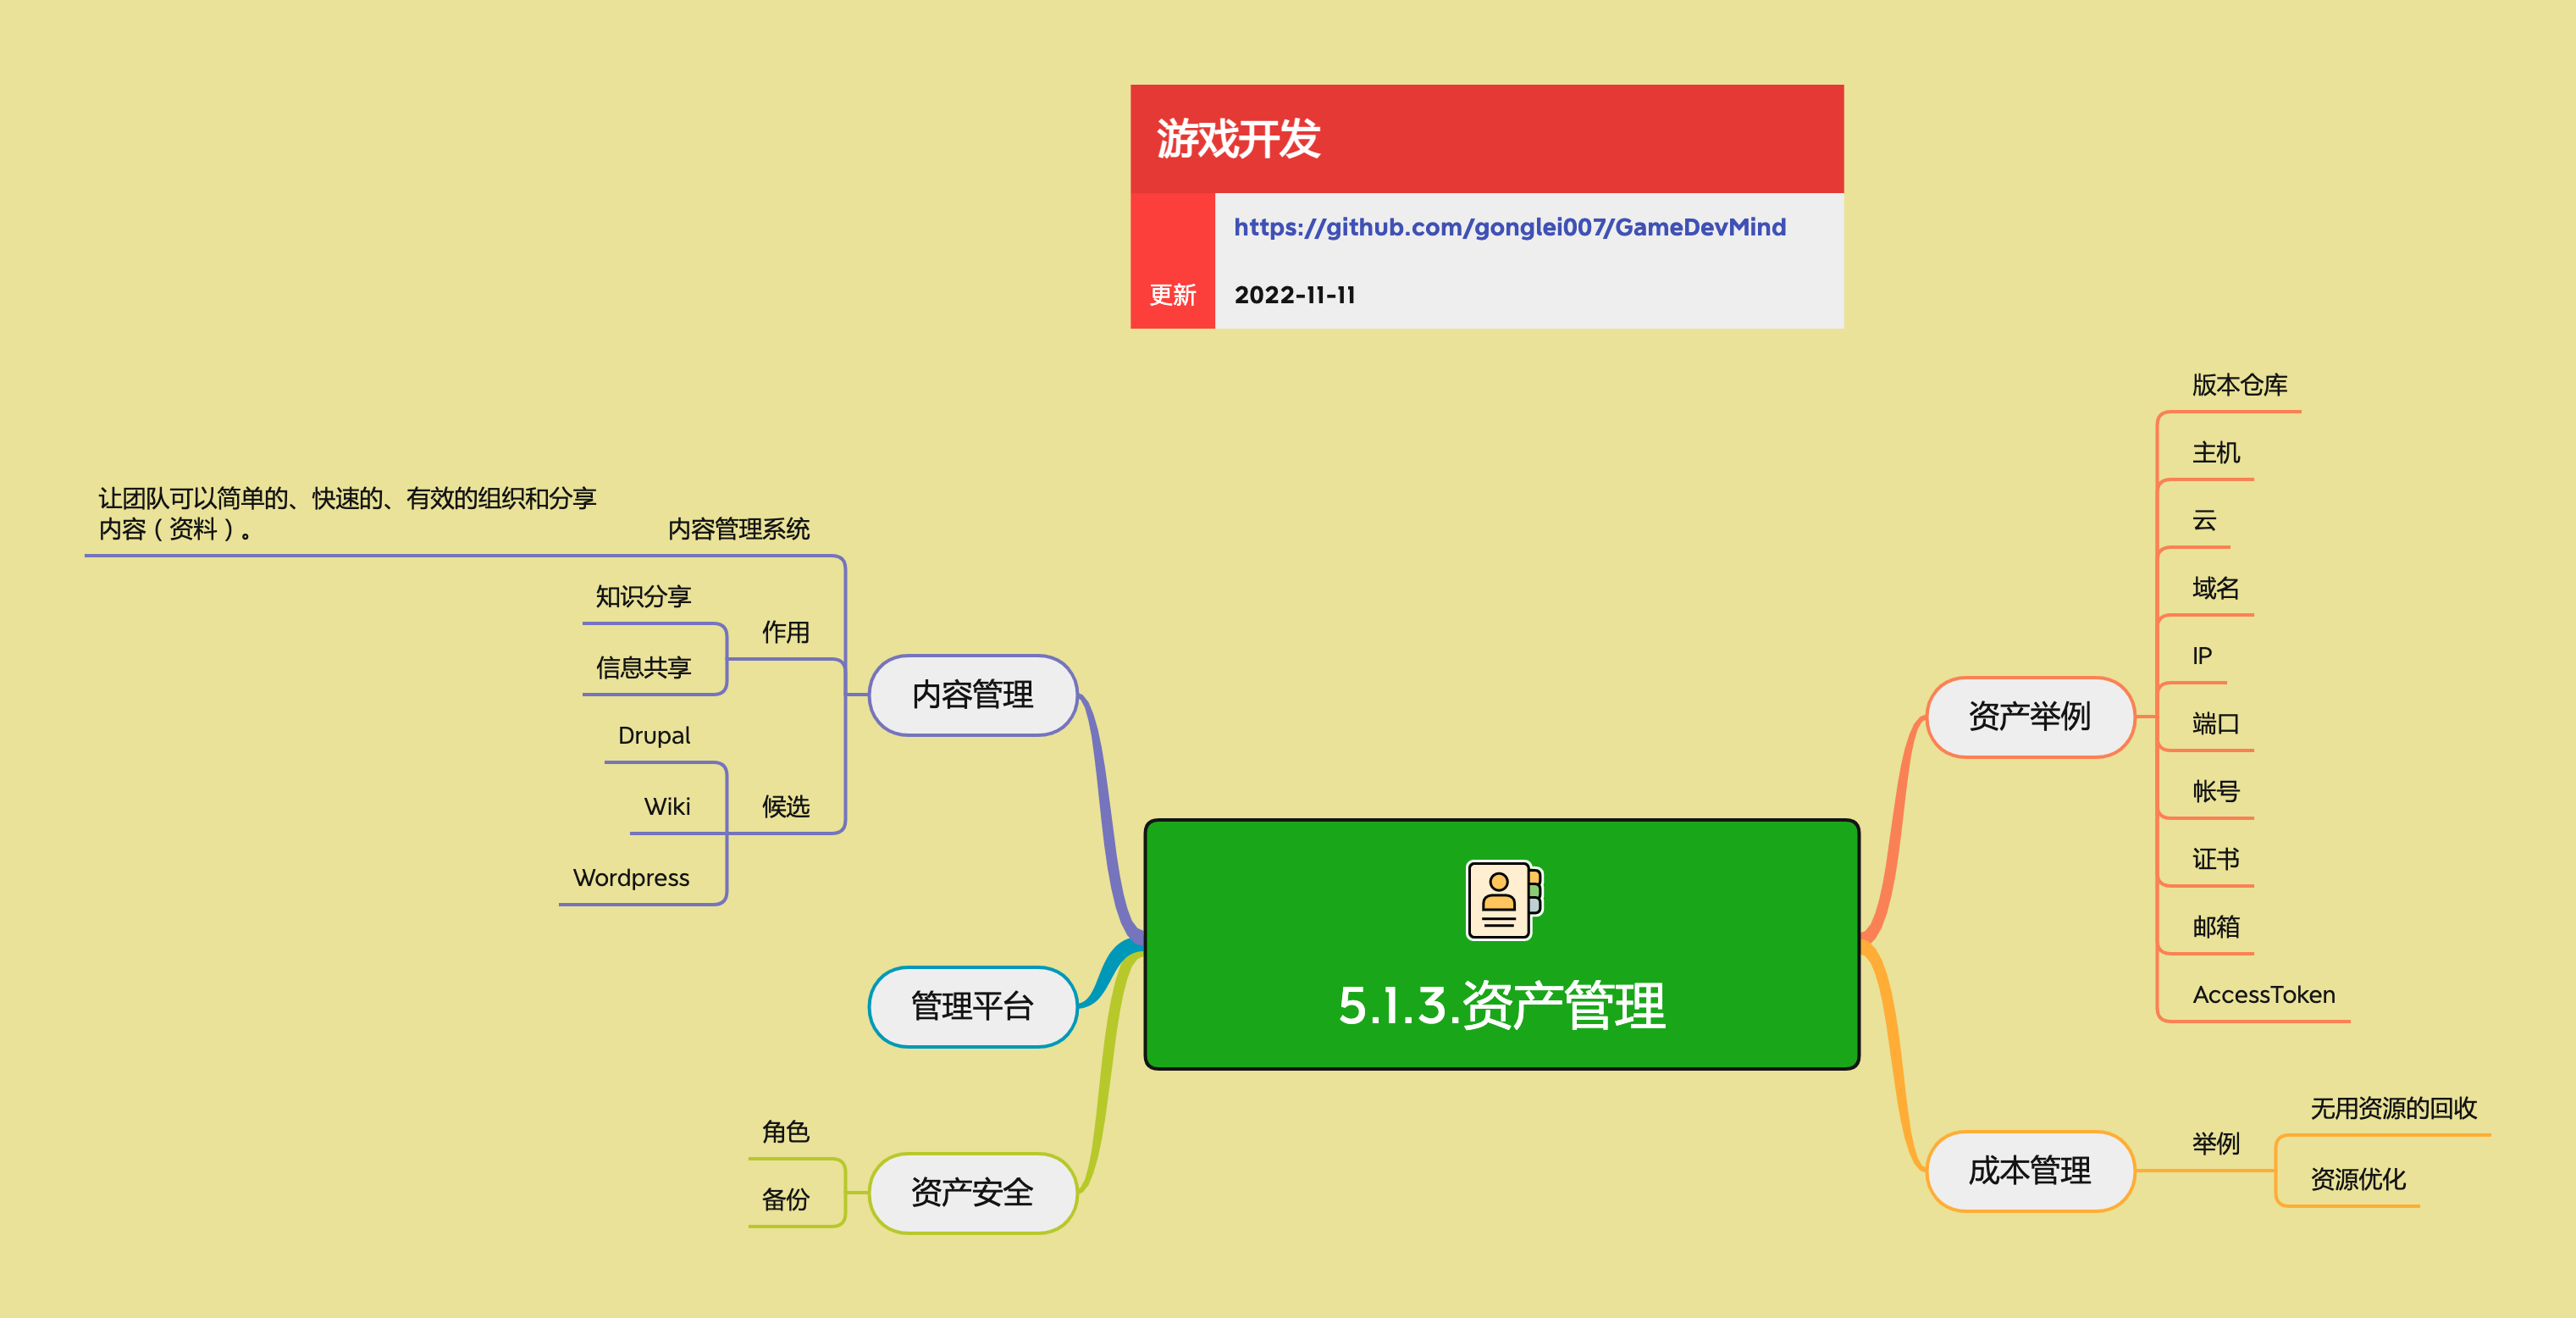 游戏开发
https://github.com/gonglei007/GameDevMind
更新 2022-11-11
5.1.3.资产管理
资产举例
版本仓库
主机
云
域名
IP
端口
帐号
证书
邮箱
AccessToken
成本管理
举例
无用资源的回收
资源优化
内容管理
内容管理系统
让团队可以简单的、快速的、有效的组织和分享
内容（资料）。
作用
知识分享
信息共享
候选
Drupal
Wiki
Wordpress
管理平台
资产安全
角色
备份